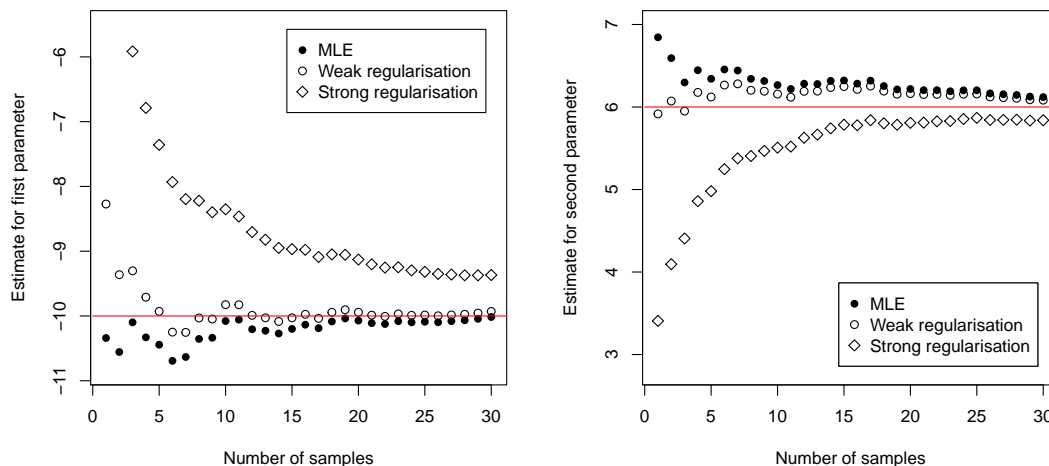 Estimate for first parameter
−6
−7
−8
−9
−10
−11
MLE
Weak regularisation
Strong regularisation
0 5 10 15 20 25 30
Number of samples
Estimate for second parameter
7
6
5
4
3
MLE
Weak regularisation
Strong regularisation
0 5 10 15 20 25 30
Number of samples